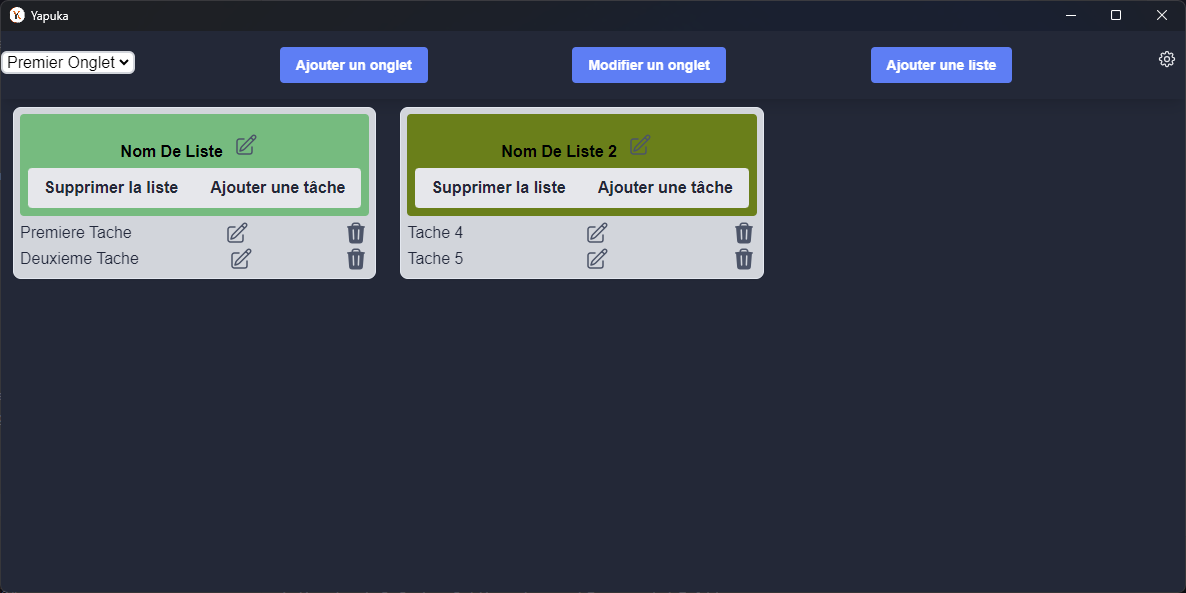 Yapuka
Premier Onglet
Ajouter un onglet
Modifier un onglet
Ajouter une liste
Nom De Liste
Supprimer la liste Ajouter une tâche
Premiere Tache
Deuxieme Tache
Nom De Liste 2
Supprimer la liste Ajouter une tâche
Tache 4
Tache 5